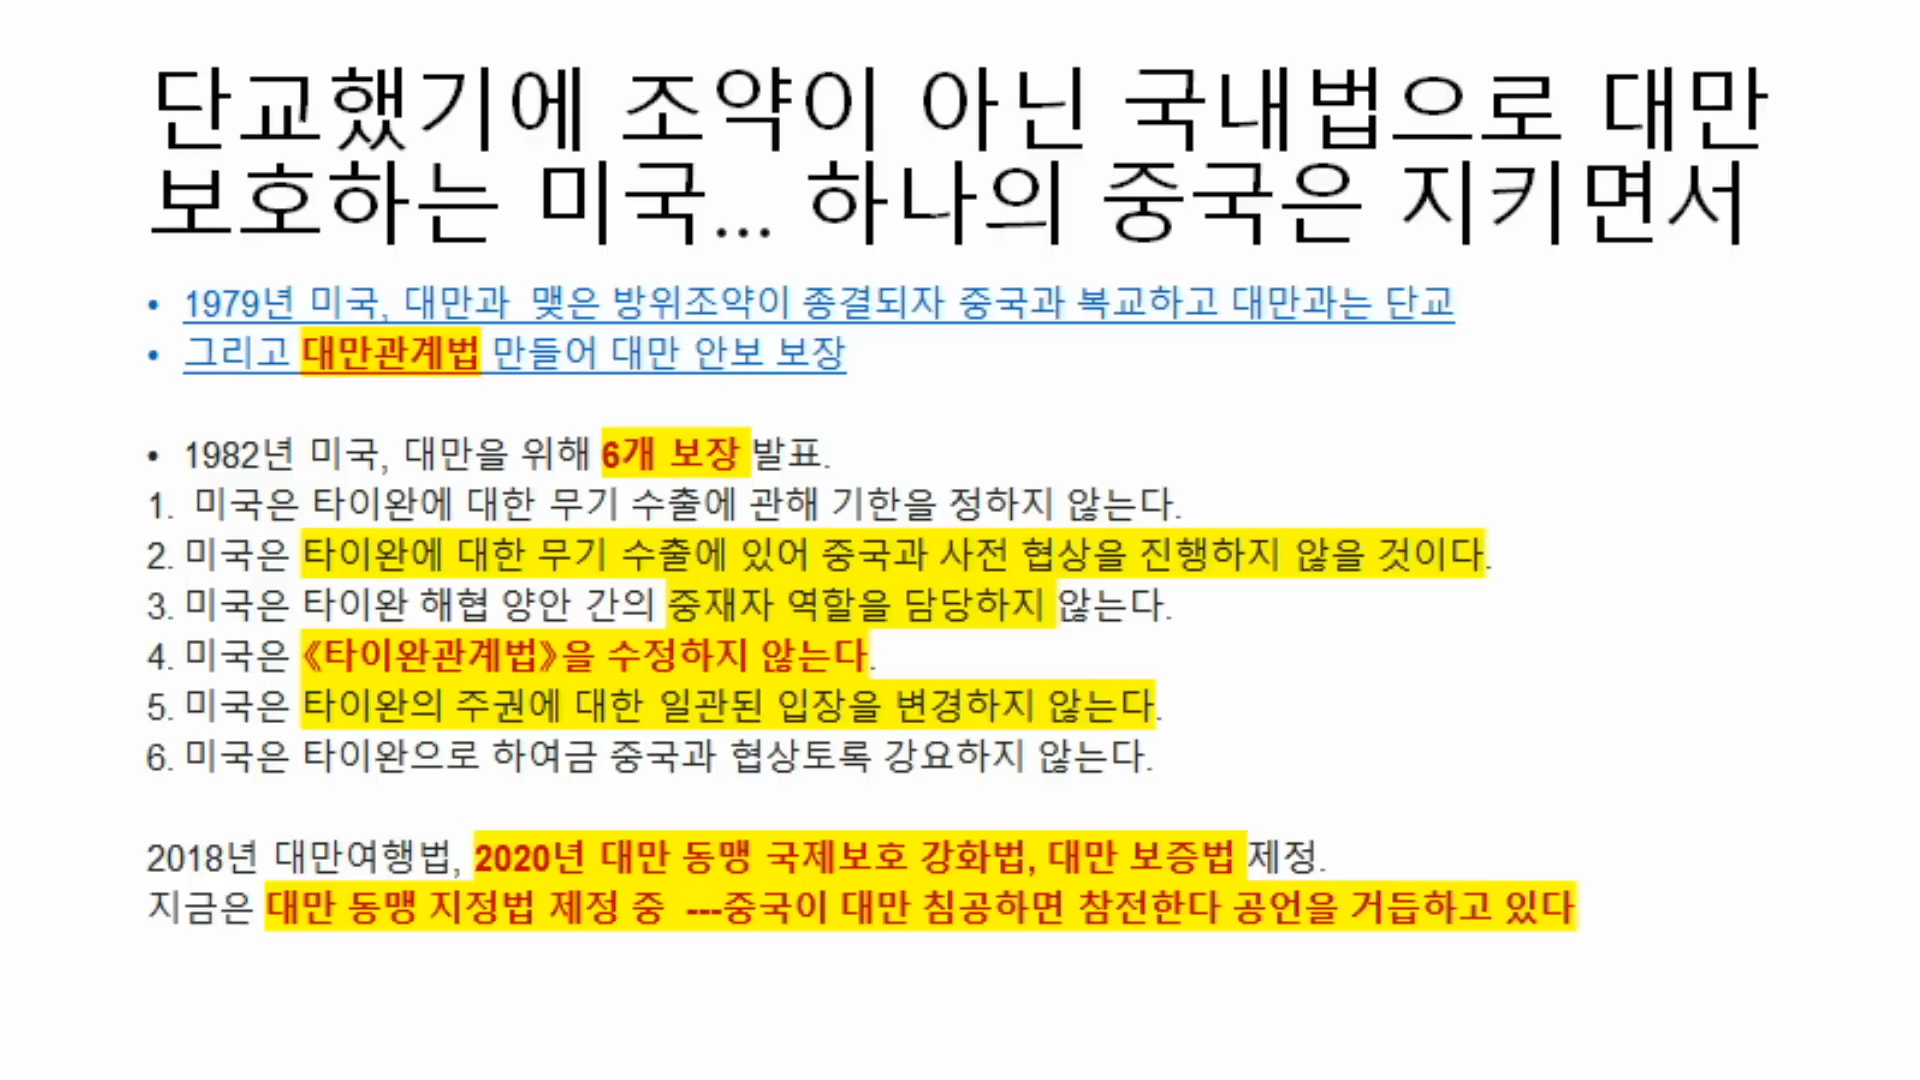 단교했기에 조약이 아닌 국내법으로 대만
보호하는 미국... 하나의 중국은 지키면서
• 1979년 미국, 대만과 맺은 방위조약이 종결되자 중국과 복교하고 대만과는 단교
• 그리고 대만관계법 만들어 대만 안보 보장
• 1982년 미국, 대만을 위해 6개 보장 발표.
1. 미국은 타이완에 대한 무기 수출에 관해 기한을 정하지 않는다.
2. 미국은 타이완에 대한 무기 수출에 있어 중국과 사전 협상을 진행하지 않을 것이다.
3. 미국은 타이완 해협 양안 간의 중재자 역할을 담당하지 않는다.
4. 미국은 《타이완관계법》을 수정하지 않는다.
5. 미국은 타이완의 주권에 대한 일관된 입장을 변경하지 않는다.
6. 미국은 타이완으로 하여금 중국과 협상토록 강요하지 않는다.
2018년 대만여행법, 2020년 대만 동맹 국제보호 강화법, 대만 보증법 제정.
지금은 대만 동맹 지정법 제정 중 ---중국이 대만 침공하면 참전한다 공언을 거듭하고 있다